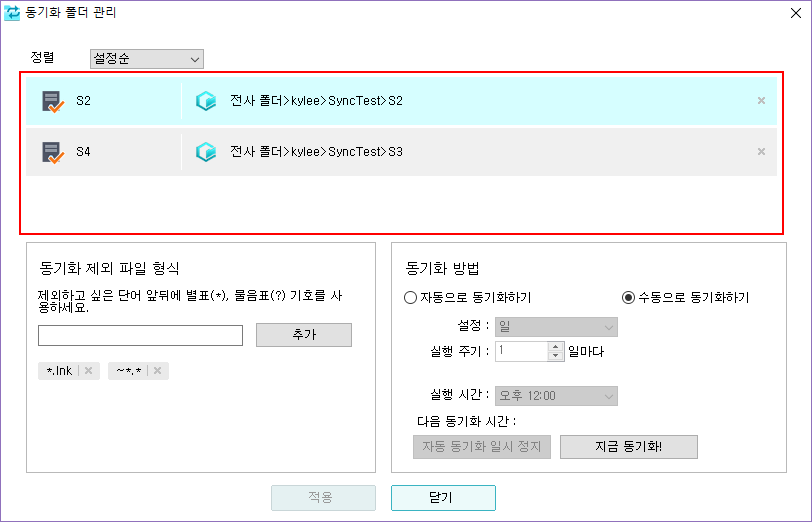 동기화 폴더 관리
정렬
설정순
S2
전사 폴더>kylee>SyncTest>S2
S4
전사 폴더>kylee>SyncTest>S3
동기화 제외 파일 형식
제외하고 싶은 단어 앞뒤에 별표(*), 물음표(?) 기호를 사
용하세요.
추가
*.lnk
~*.*
동기화 방법
자동으로 동기화하기
수동으로 동기화하기
설정 :
일
실행 주기 :
1
일마다
실행 시간 :
오후 12:00
다음 동기화 시간 :
자동 동기화 일시 정지
지금 동기화!
적용
닫기